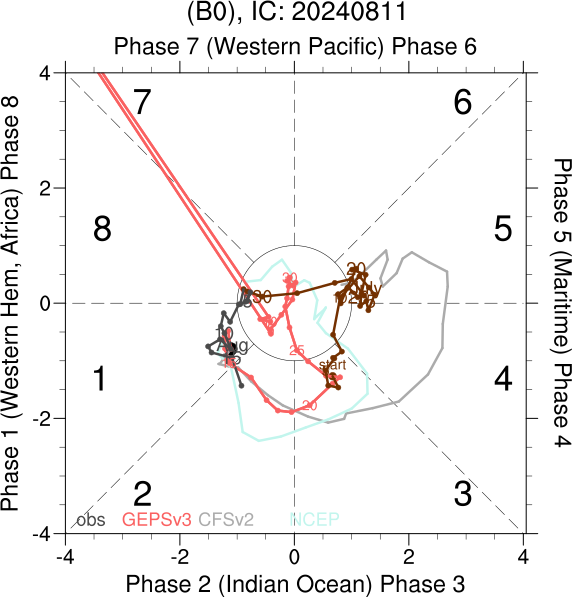 (B0), IC: 20240811
Phase 7 (Western Pacific) Phase 6
4
7
6
Phase 1 (Western Hem, Africa) Phase 8
Phase 5 (Maritime) Phase 4
2
8
5
30
30
0
Aug
25
start
1
4
20
-2
2
3
obs
GEPSv3
CFSv2
NCEP
-4
-4
-2
0
2
4
Phase 2 (Indian Ocean) Phase 3